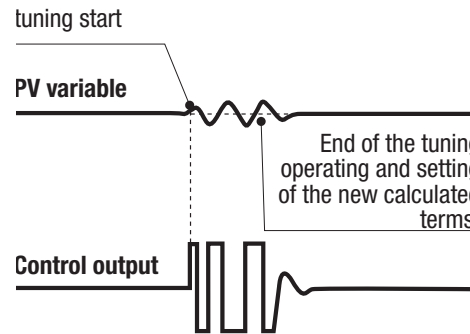 tuning start
PV variable
End of the tuning
operating and setting
of the new calculated
terms
Control output